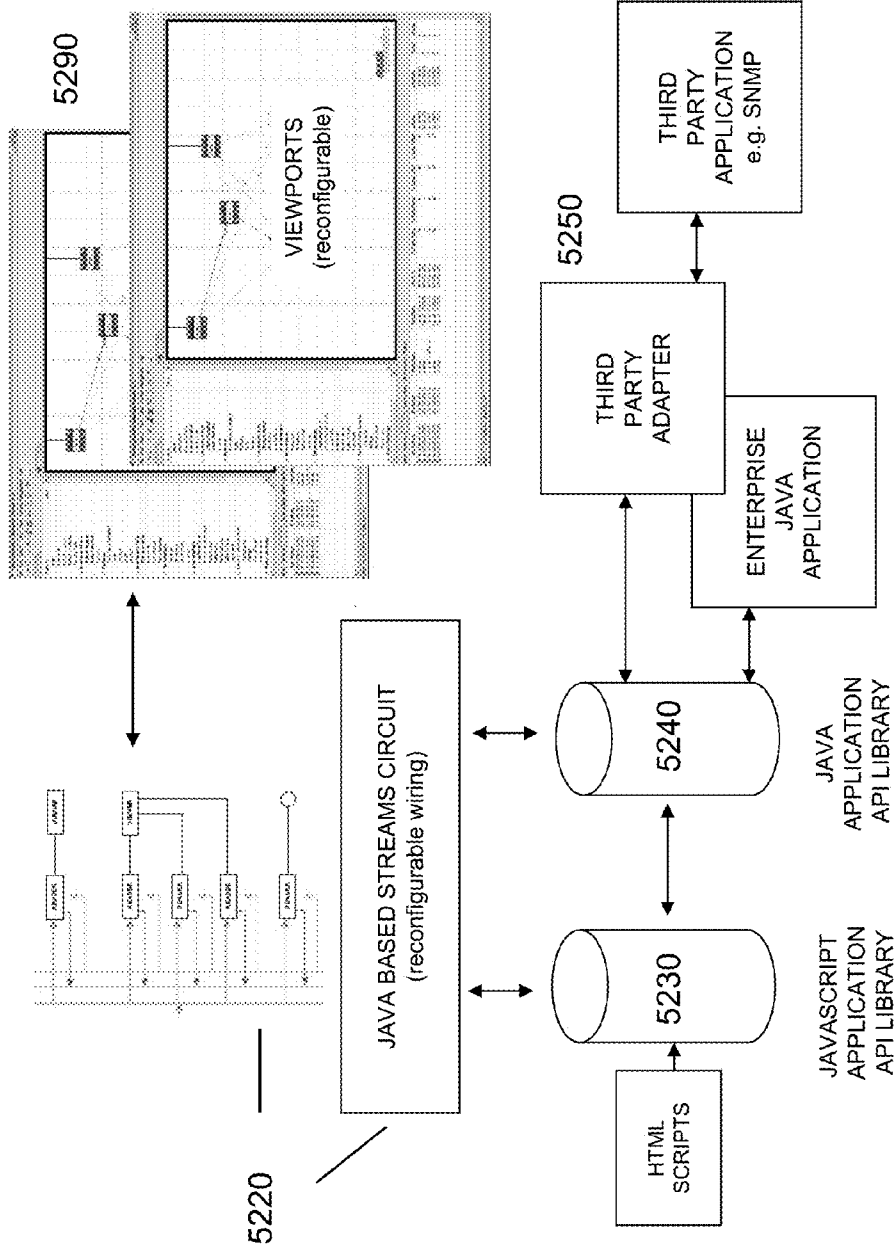 5290
VIEWPORTS
(reconfigurable)
5220
JAVA BASED STREAMS CIRCUIT
(reconfigurable wiring)
HTML
SCRIPTS
5230
JAVASCRIPT
APPLICATION
API LIBRARY
5240
JAVA
APPLICATION
API LIBRARY
5250
THIRD
PARTY
ADAPTER
ENTERPRISE
JAVA
APPLICATION
THIRD
PARTY
APPLICATION
e.g. SNMP